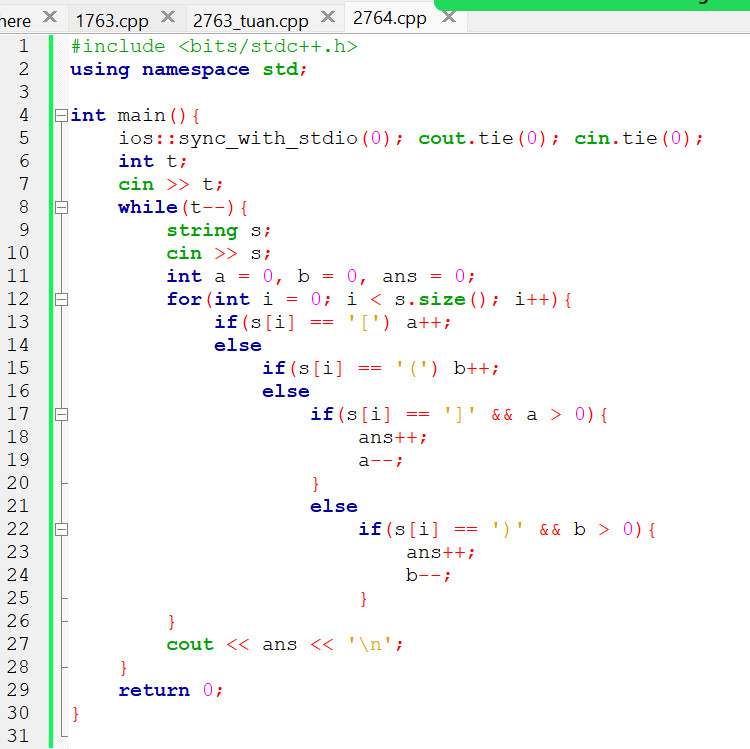 here × 1763.cpp × 2763_tuan.cpp × 2764.cpp ×
1 #include <bits/stdc++.h>
2 using namespace std;
3
4 int main(){
5 ios::sync_with_stdio(0); cout.tie(0); cin.tie(0);
6 int t;
7 cin >> t;
8 while(t--){
9 string s;
10 cin >> s;
11 int a = 0, b = 0, ans = 0;
12 for(int i = 0; i < s.size(); i++){
13 if(s[i] == '[') a++;
14 else
15 if(s[i] == '(') b++;
16 else
17 if(s[i] == ']' && a > 0){
18 ans++;
19 a--;
20 }
21 else
22 if(s[i] == ')' && b > 0){
23 ans++;
24 b--;
25 }
26 }
27 cout << ans << '\n';
28 }
29 return 0;
30 }
31